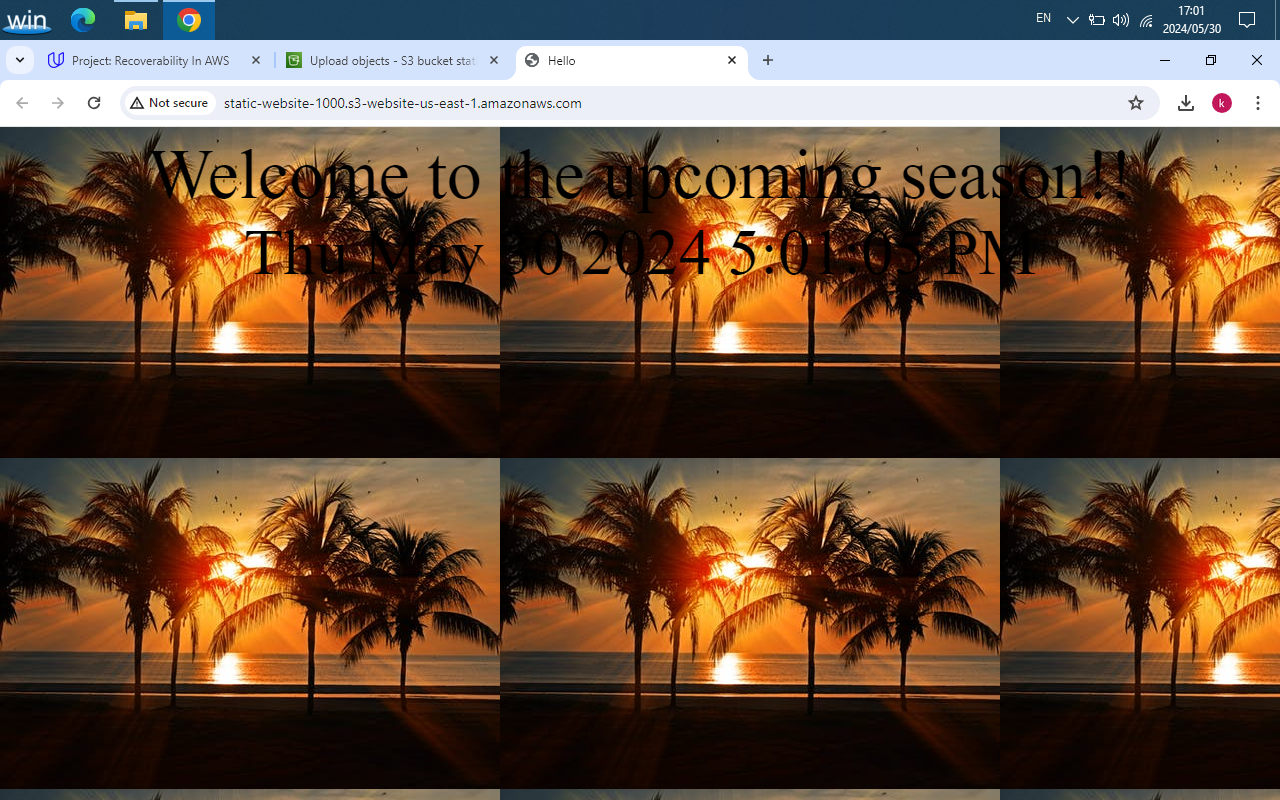 win
EN
17:01
2024/05/30
Project: Recoverability In AWS
Upload objects - S3 bucket stat
Hello
Not secure
static-website-1000.s3-website-us-east-1.amazonaws.com
k
Welcome to the upcoming season!!
Thu May 30 2024 5:01:05 PM